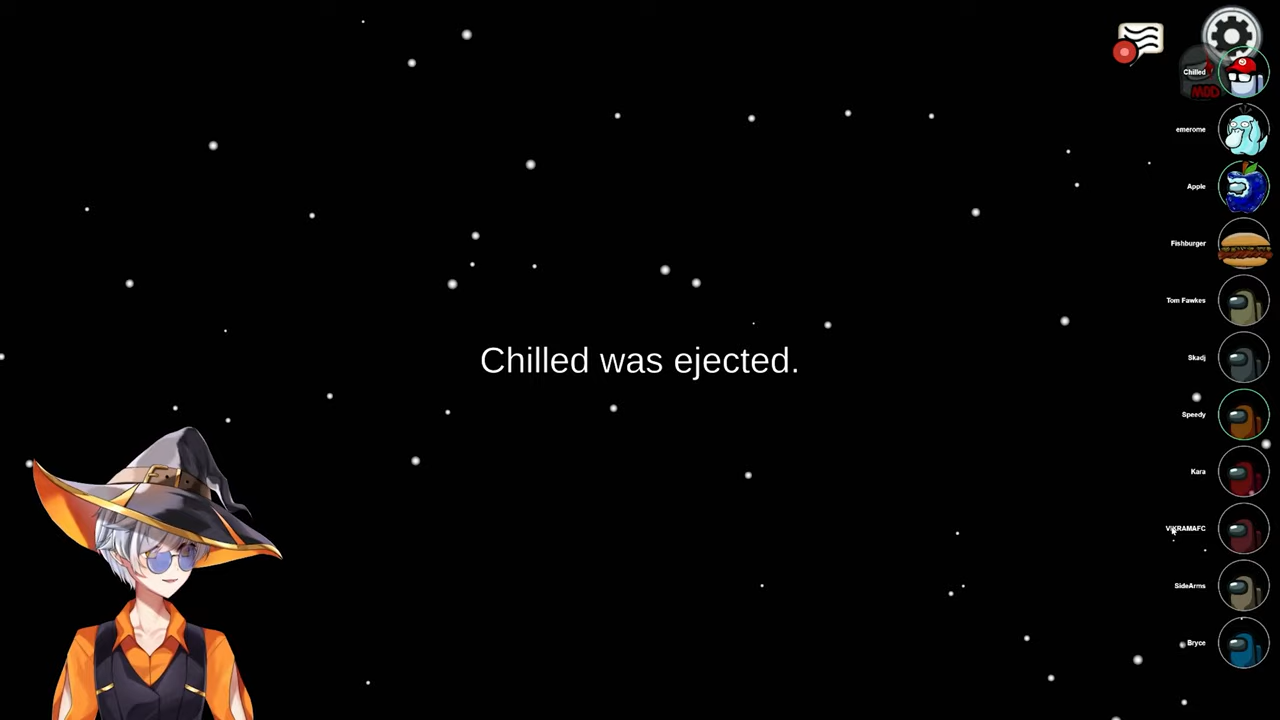 Chilled
MOD
emerome
Apple
Fishburger
Tom Fawkes
Skadj
Chilled was ejected.
Speedy
Kara
VIKRAMAFC
SideArms
Bryce